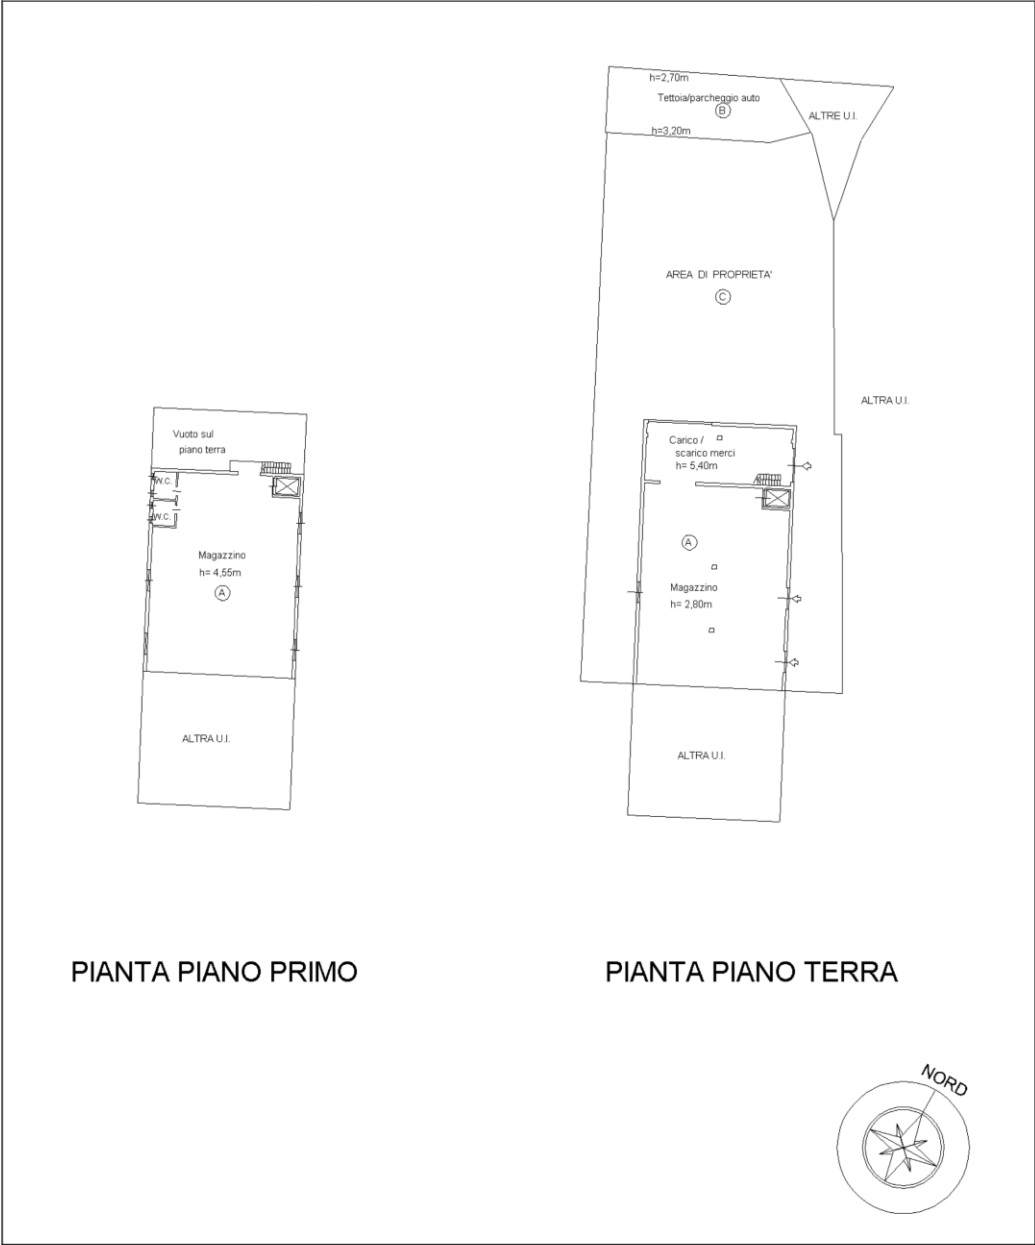 h=2,70m
Tettoia/parcheggio auto
B
ALTRE U.I.
h=3,20m
AREA DI PROPRIETA'
C
ALTRA U.I.
Vuoto sul
piano terra
W.C.
W.C.
Magazzino
h= 4,55m
A
ALTRA U.I.
Carico /
scarico merci
h= 5,40m
A
Magazzino
h= 2,80m
ALTRA U.I.
PIANTA PIANO PRIMO
PIANTA PIANO TERRA
NORD